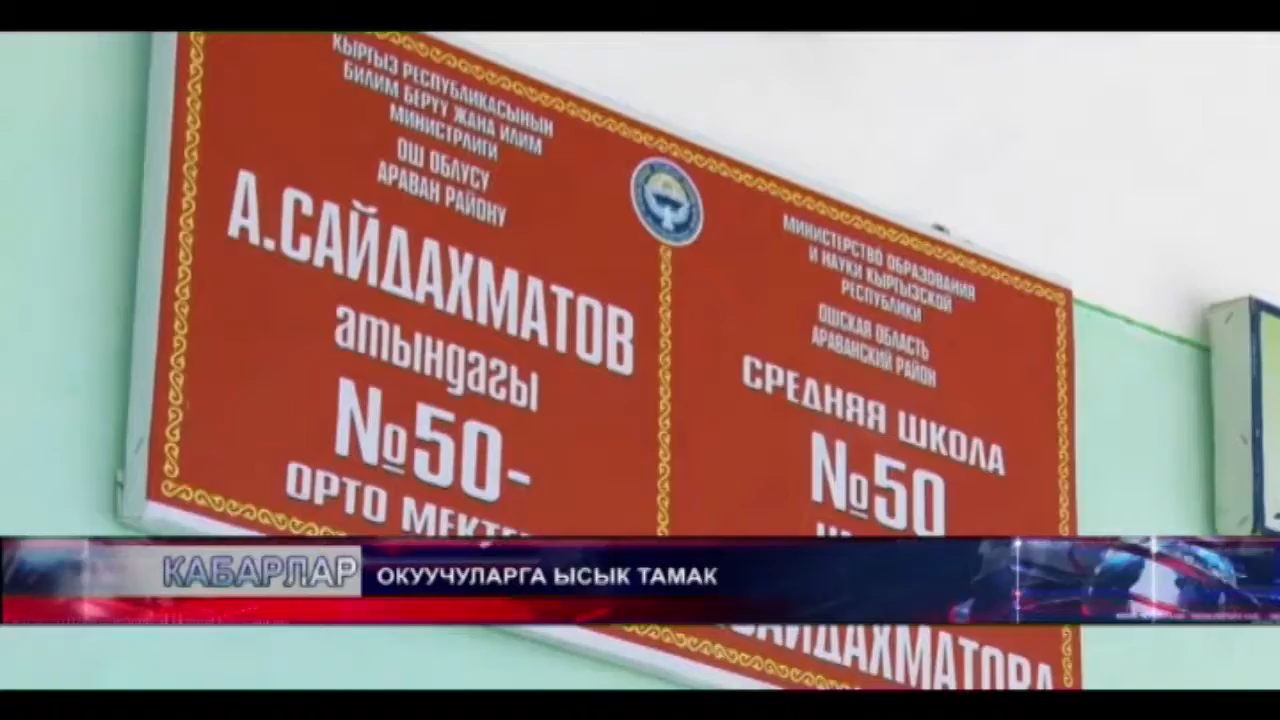 КЫРГЫЗ РЕСПУБЛИКАСЫНЫН
БИЛИМ БЕРҮҮ ЖАНА ИЛИМ
МИНИСТРЛИГИ
ОШ ОБЛУСУ
АРАВАН РАЙОНУ
А.САЙДАХМАТОВ
атындагы
№50-
ОРТО
МИНИСТЕРСТВО ОБРАЗОВАНИЯ
И НАУКИ КЫРГЫЗСКОЙ
РЕСПУБЛИКИ
ОШСКАЯ ОБЛАСТЬ
АРАВАНСКИЙ РАЙОН
СРЕДНЯЯ ШКОЛА
№50
САЙДАХМАТОВА
КАБАРЛАР
ОКУУЧУЛАРГА ЫСЫК ТАМАК